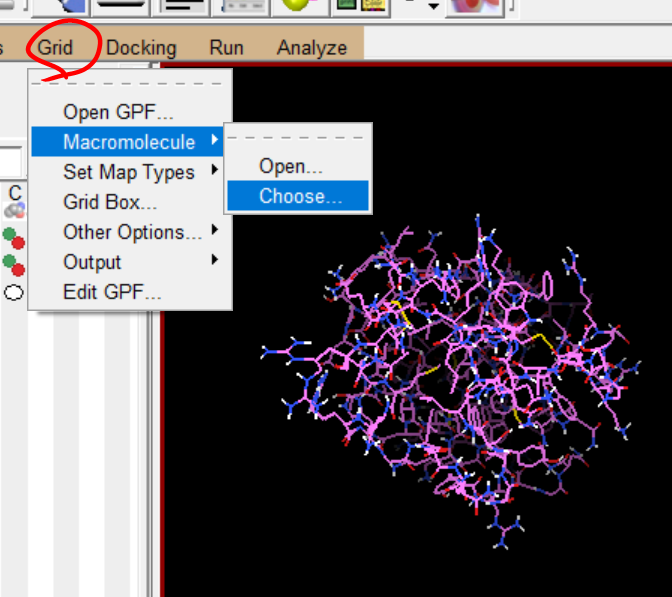 s Grid Docking Run Analyze
Open GPF...
Macromolecule
Open...
Set Map Types
Choose...
Grid Box...
C
Other Options...
Output
Edit GPF...